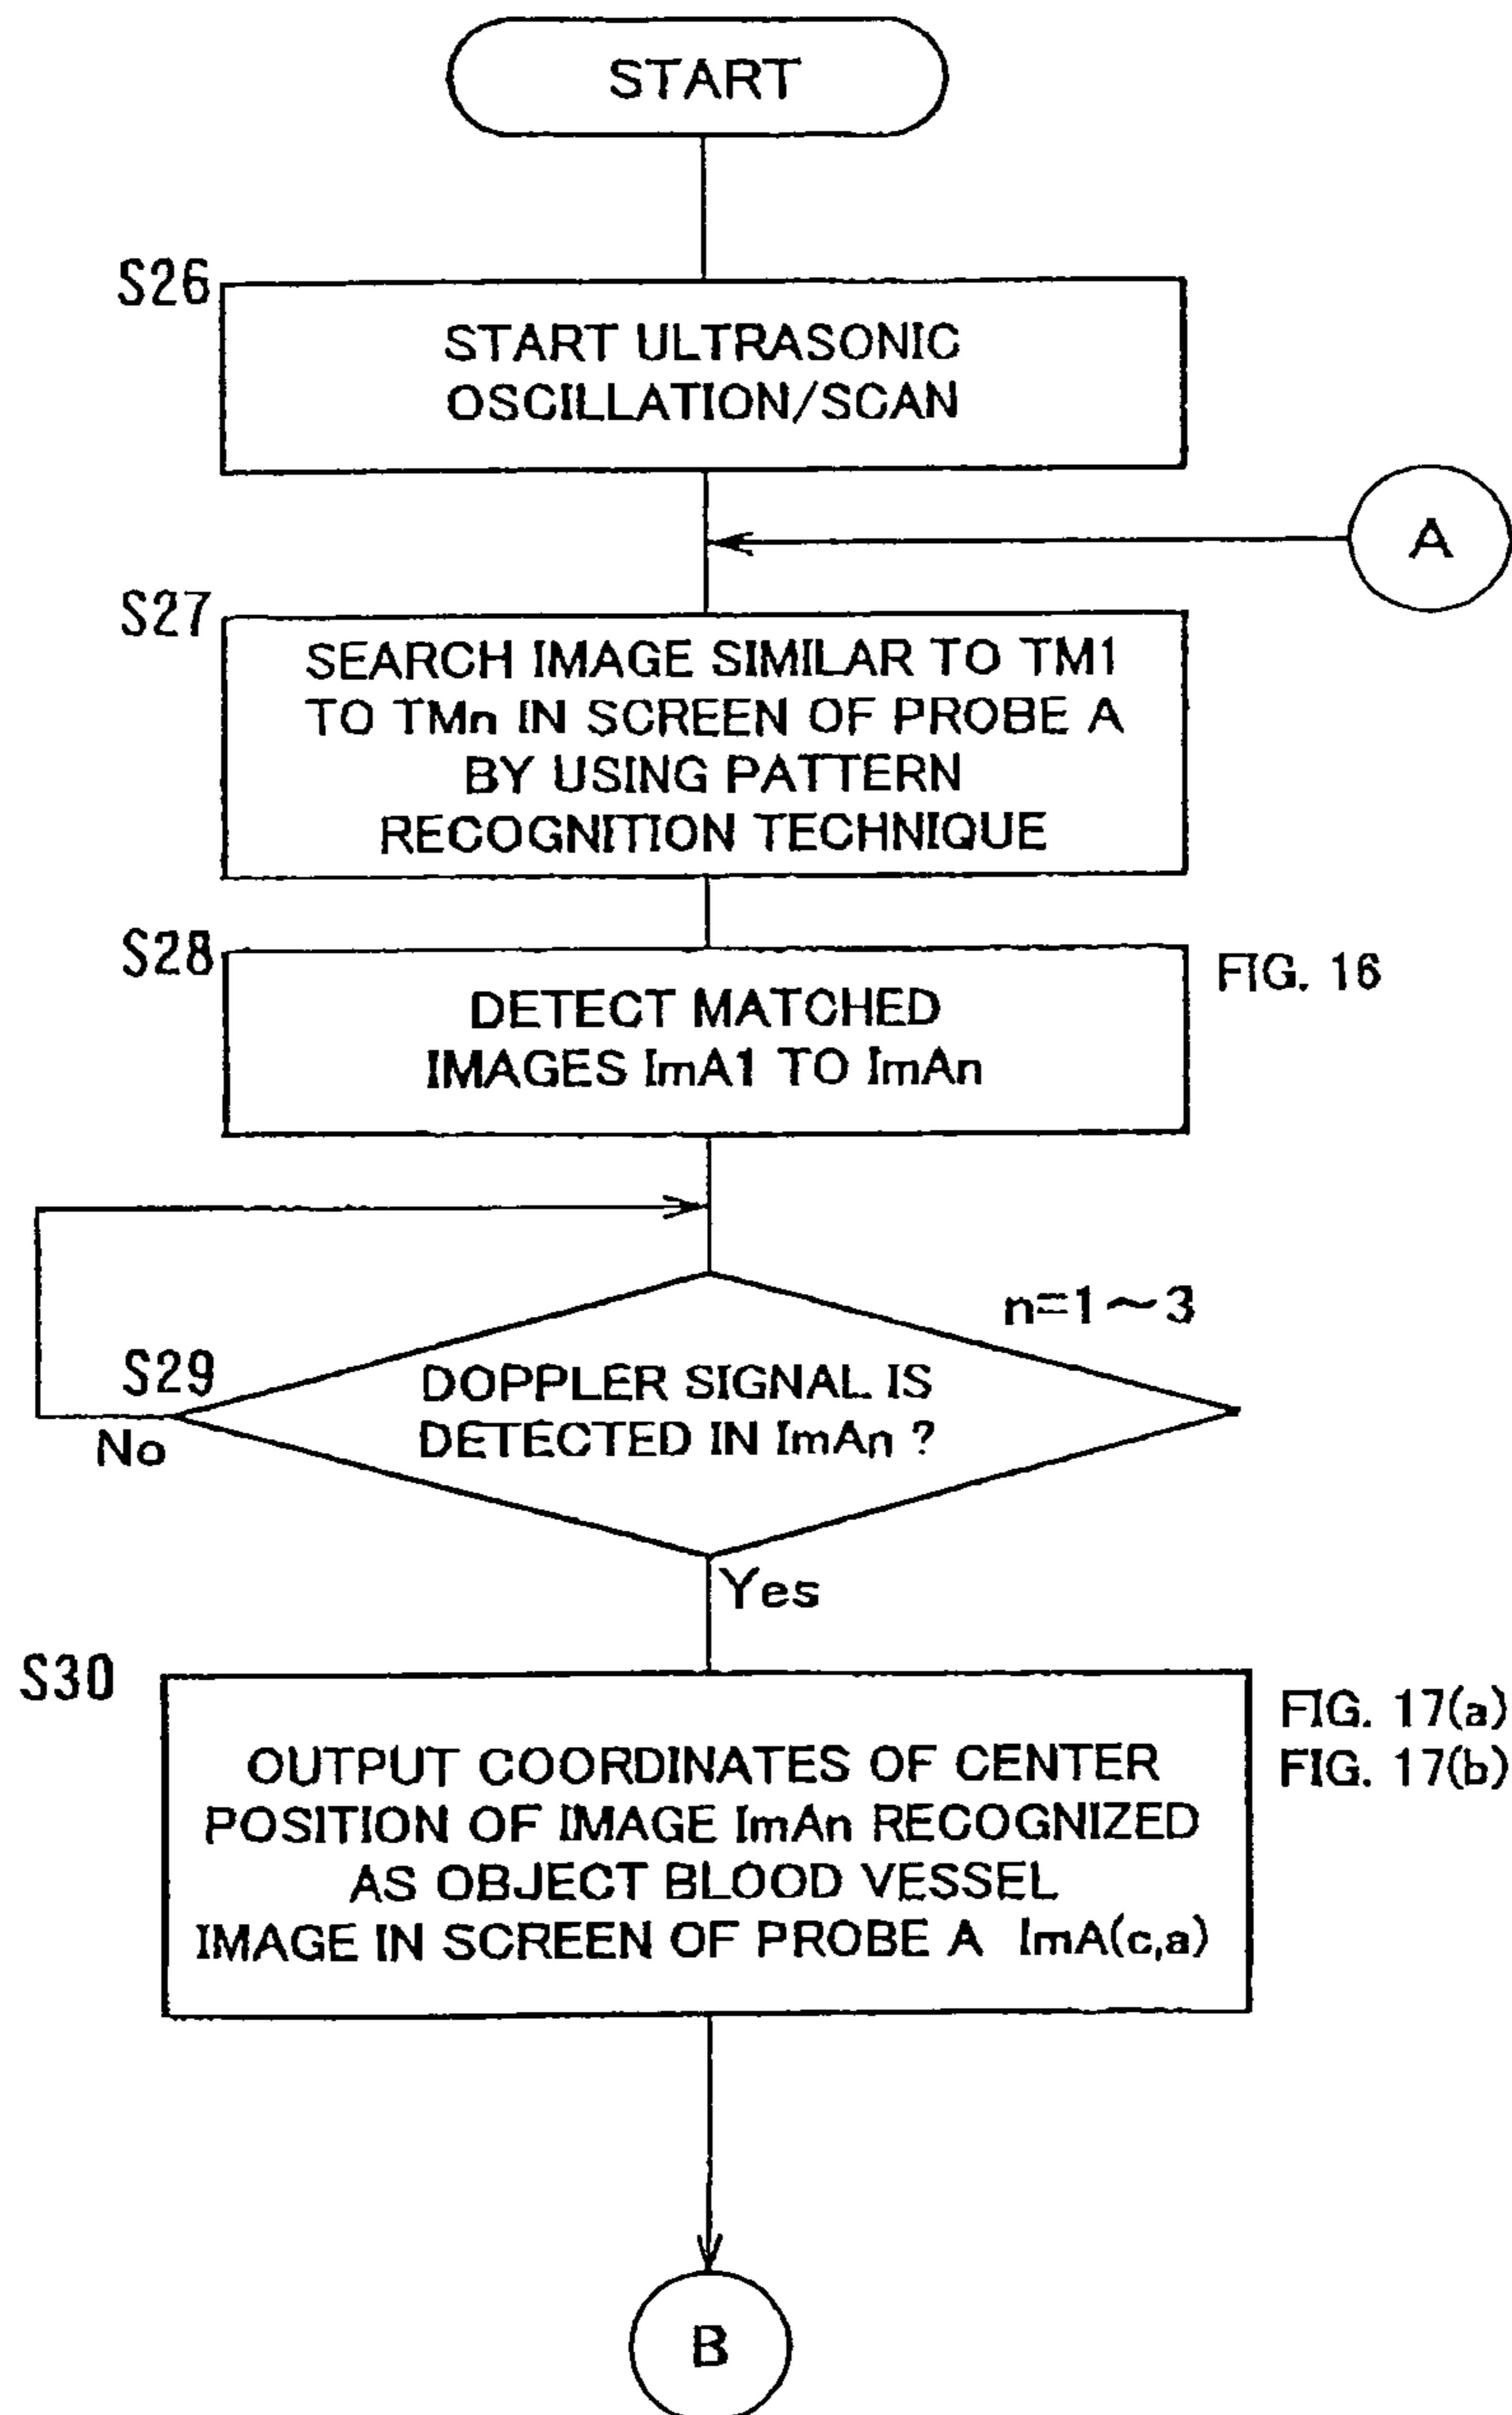 START
S26
START ULTRASONIC
OSCILLATION/SCAN
A
S27
SEARCH IMAGE SIMILAR TO TM1
TO TMn IN SCREEN OF PROBE A
BY USING PATTERN
RECOGNITION TECHNIQUE
S28
FIG. 16
DETECT MATCHED
IMAGES ImA1 TO ImAn
n=1~3
S29
DOPPLER SIGNAL IS
DETECTED IN ImAn ?
No
Yes
S30
FIG. 17(a)
FIG. 17(b)
OUTPUT COORDINATES OF CENTER
POSITION OF IMAGE ImAn RECOGNIZED
AS OBJECT BLOOD VESSEL
IMAGE IN SCREEN OF PROBE A ImA(c,a)
B